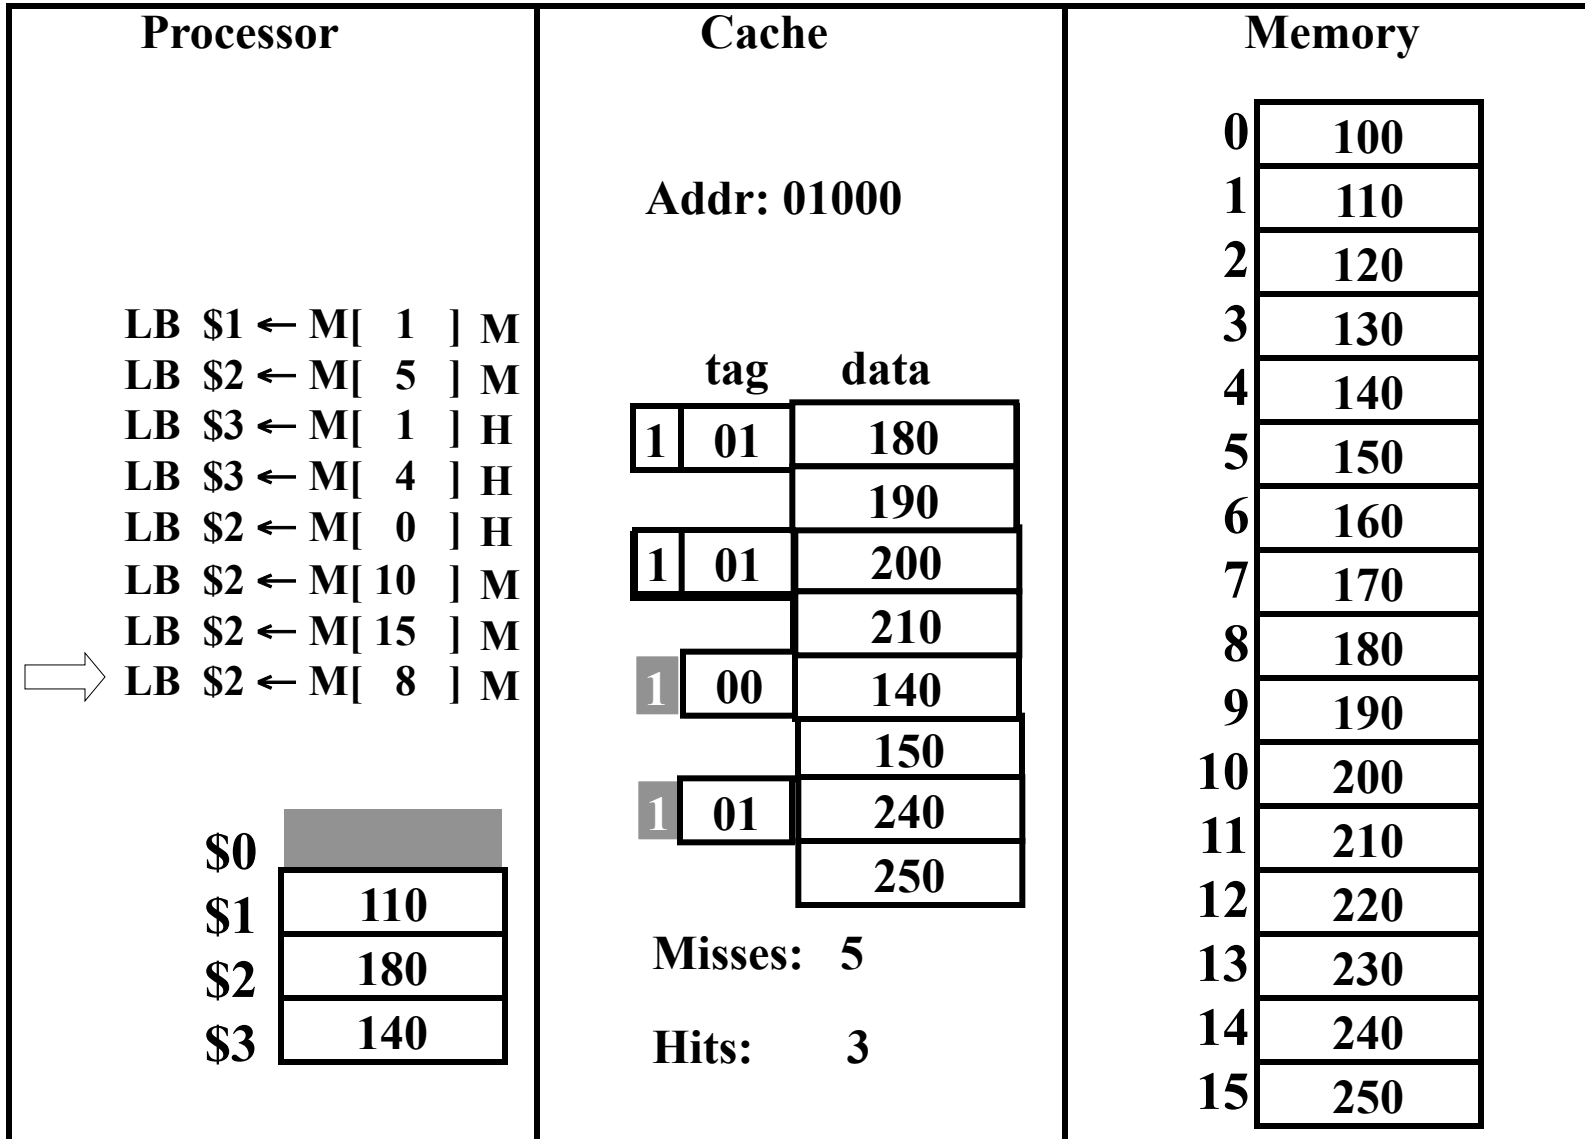 Processor
LB $1 ← M[ 1 ] M
LB $2 ← M[ 5 ] M
LB $3 ← M[ 1 ] H
LB $3 ← M[ 4 ] H
LB $2 ← M[ 0 ] H
LB $2 ← M[ 10 ] M
LB $2 ← M[ 15 ] M
LB $2 ← M[ 8 ] M
$0
$1 110
$2 180
$3 140
Cache
Addr: 01000
tag data
1 01 180
190
1 01 200
210
1 00 140
150
1 01 240
250
Misses: 5
Hits: 3
Memory
0 100
1 110
2 120
3 130
4 140
5 150
6 160
7 170
8 180
9 190
10 200
11 210
12 220
13 230
14 240
15 250